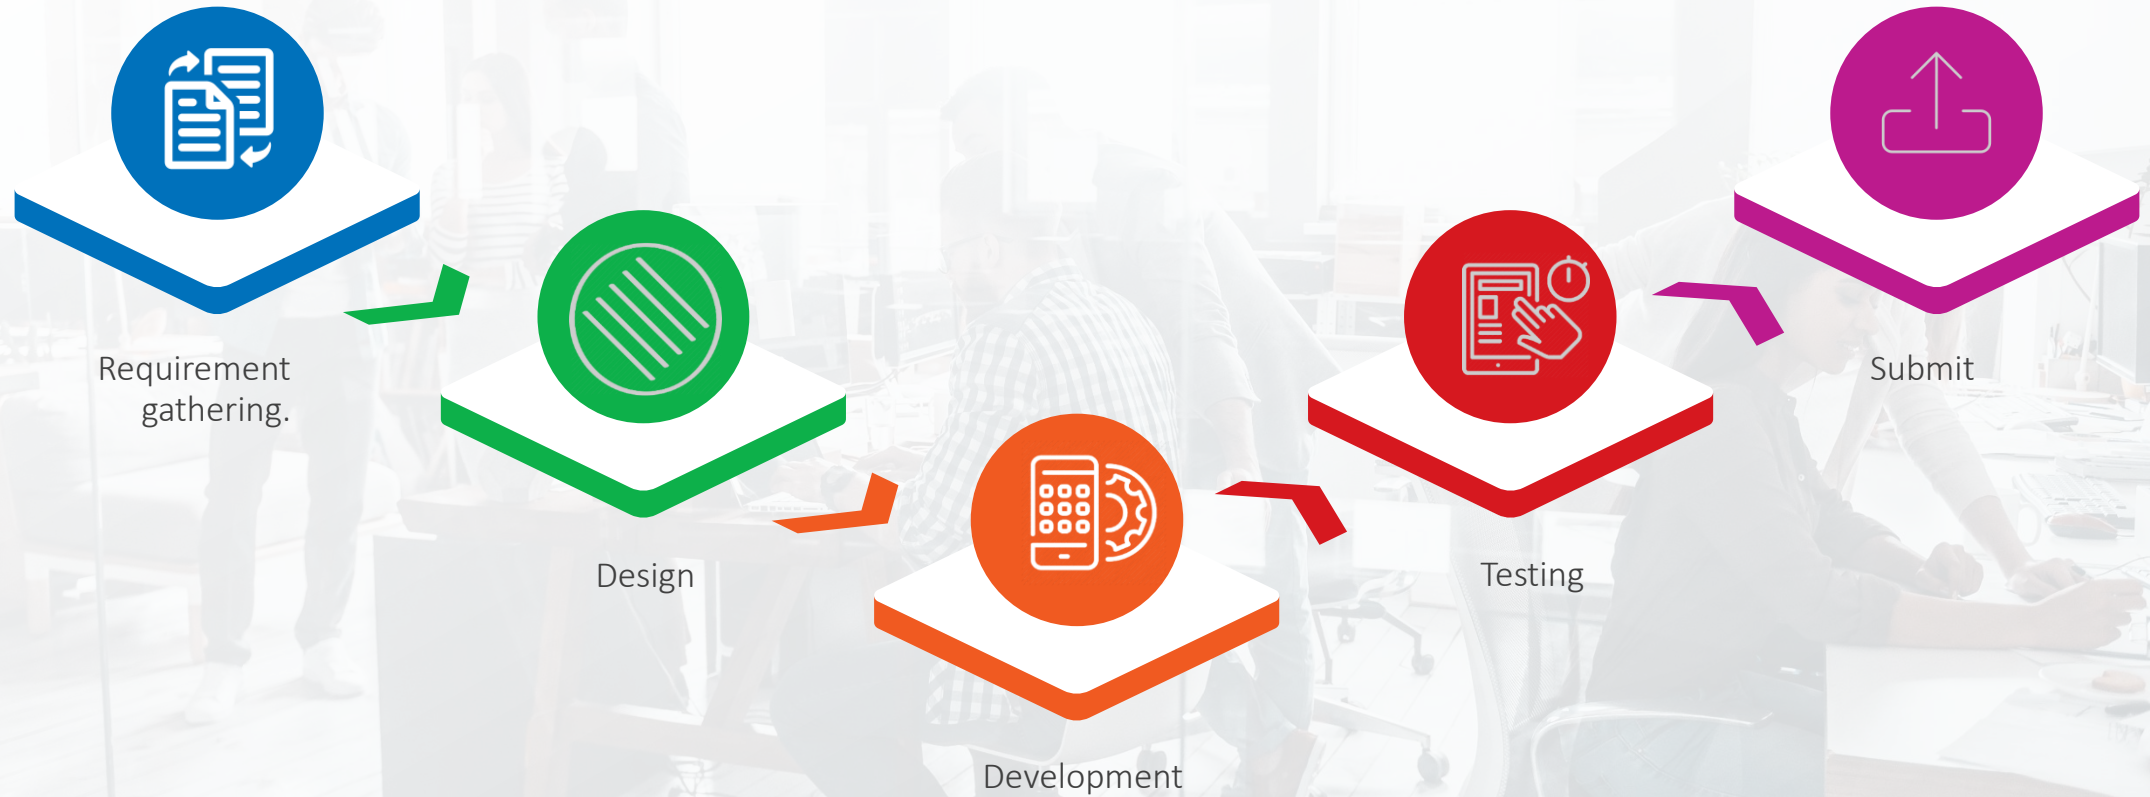 Requirement
gathering.
Design
Development
Testing
Submit